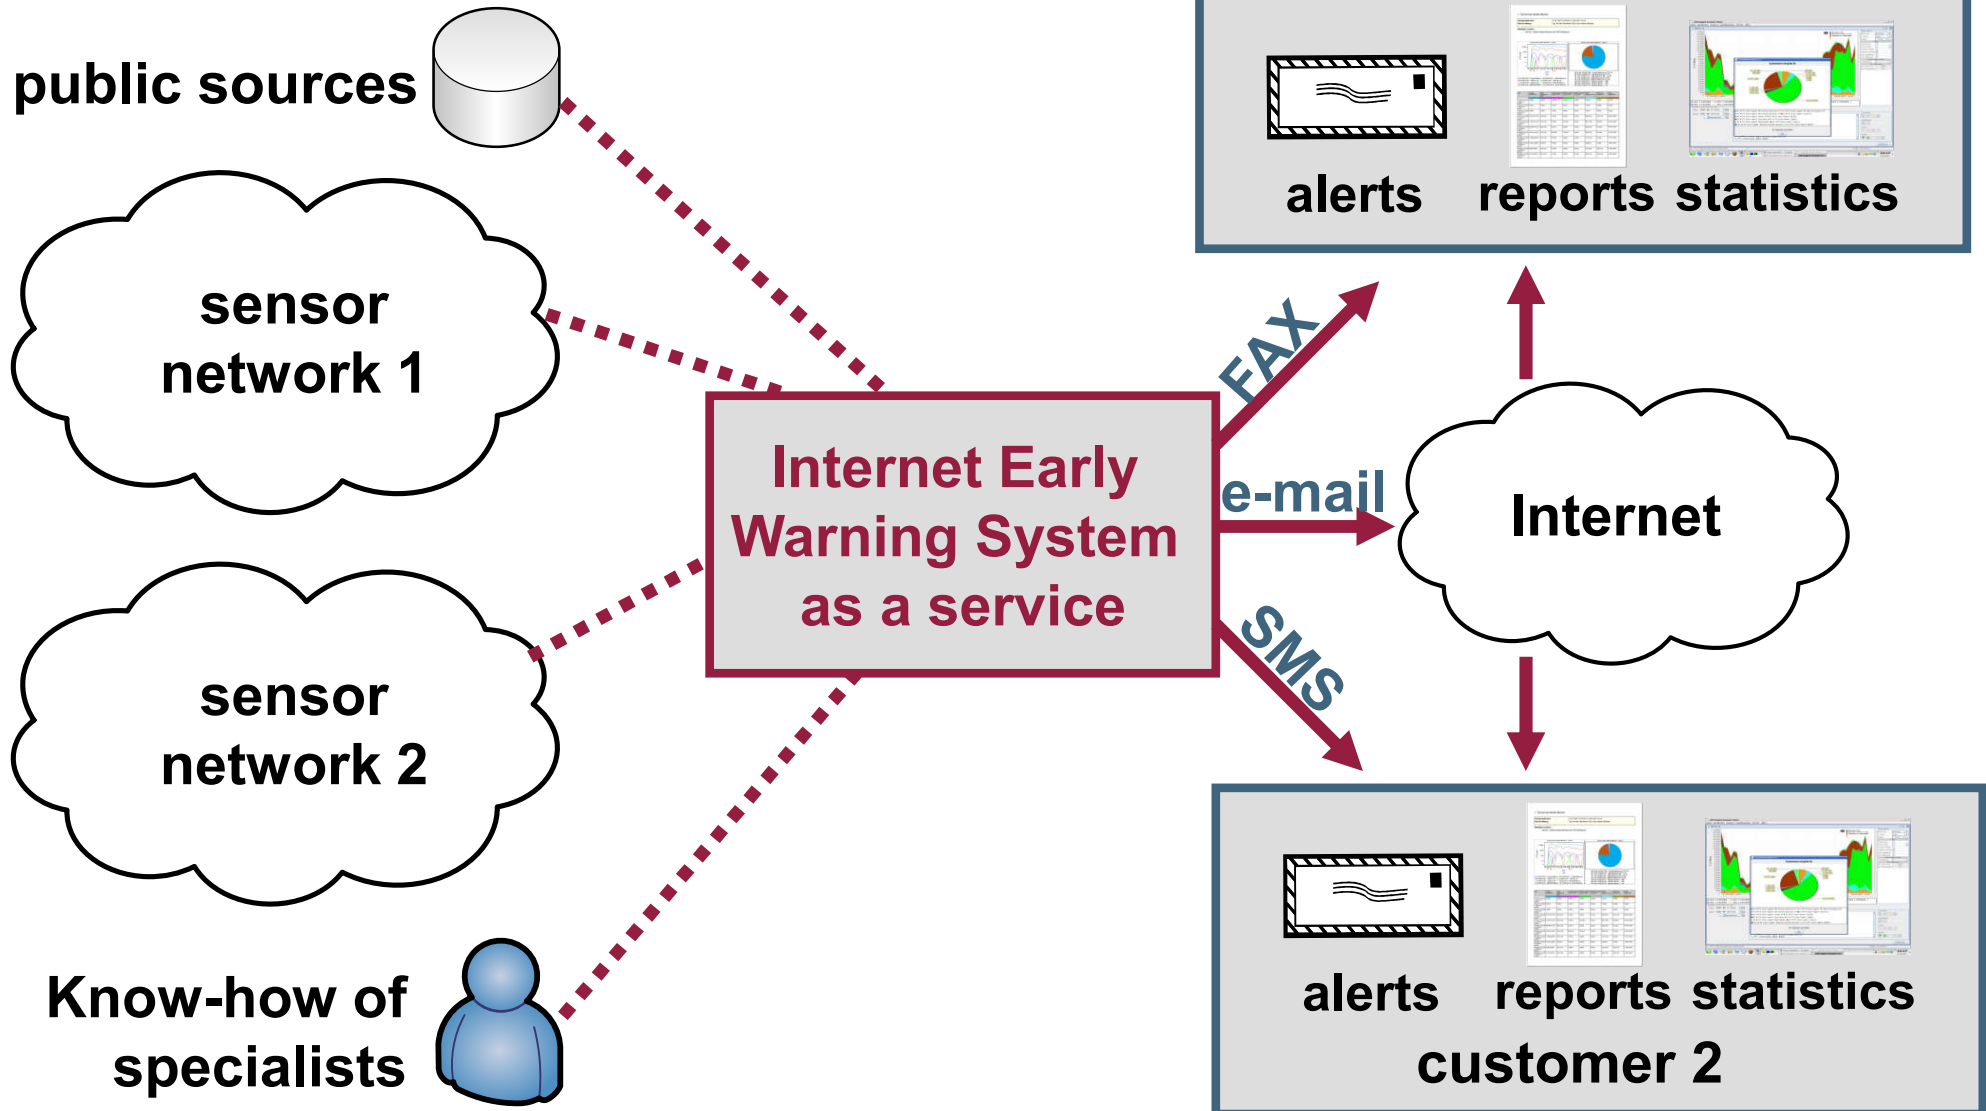 public sources
sensor
network 1
sensor
network 2
Know-how of
specialists
Internet Early
Warning System
as a service
FAX
e-mail
SMS
Internet
alerts
reports
statistics
alerts
reports
statistics
customer 2